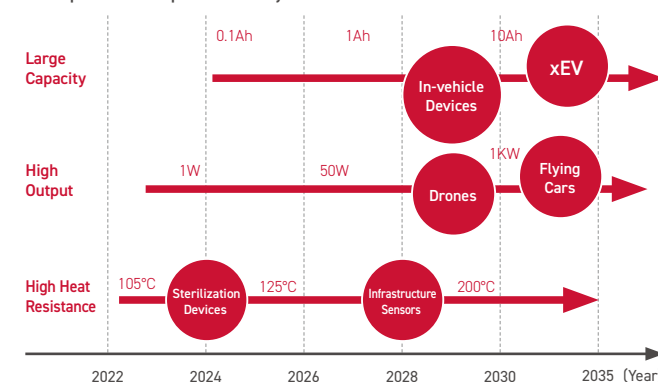 0.1Ah 1Ah 10Ah
Large
Capacity
In-vehicle
Devices
xEV
1W 50W 1KW
High
Output
Drones
Flying
Cars
105°C 125°C 200°C
High Heat
Resistance
Sterilization
Devices
Infrastructure
Sensors
2022 2024 2026 2028 2030 2035 (Year